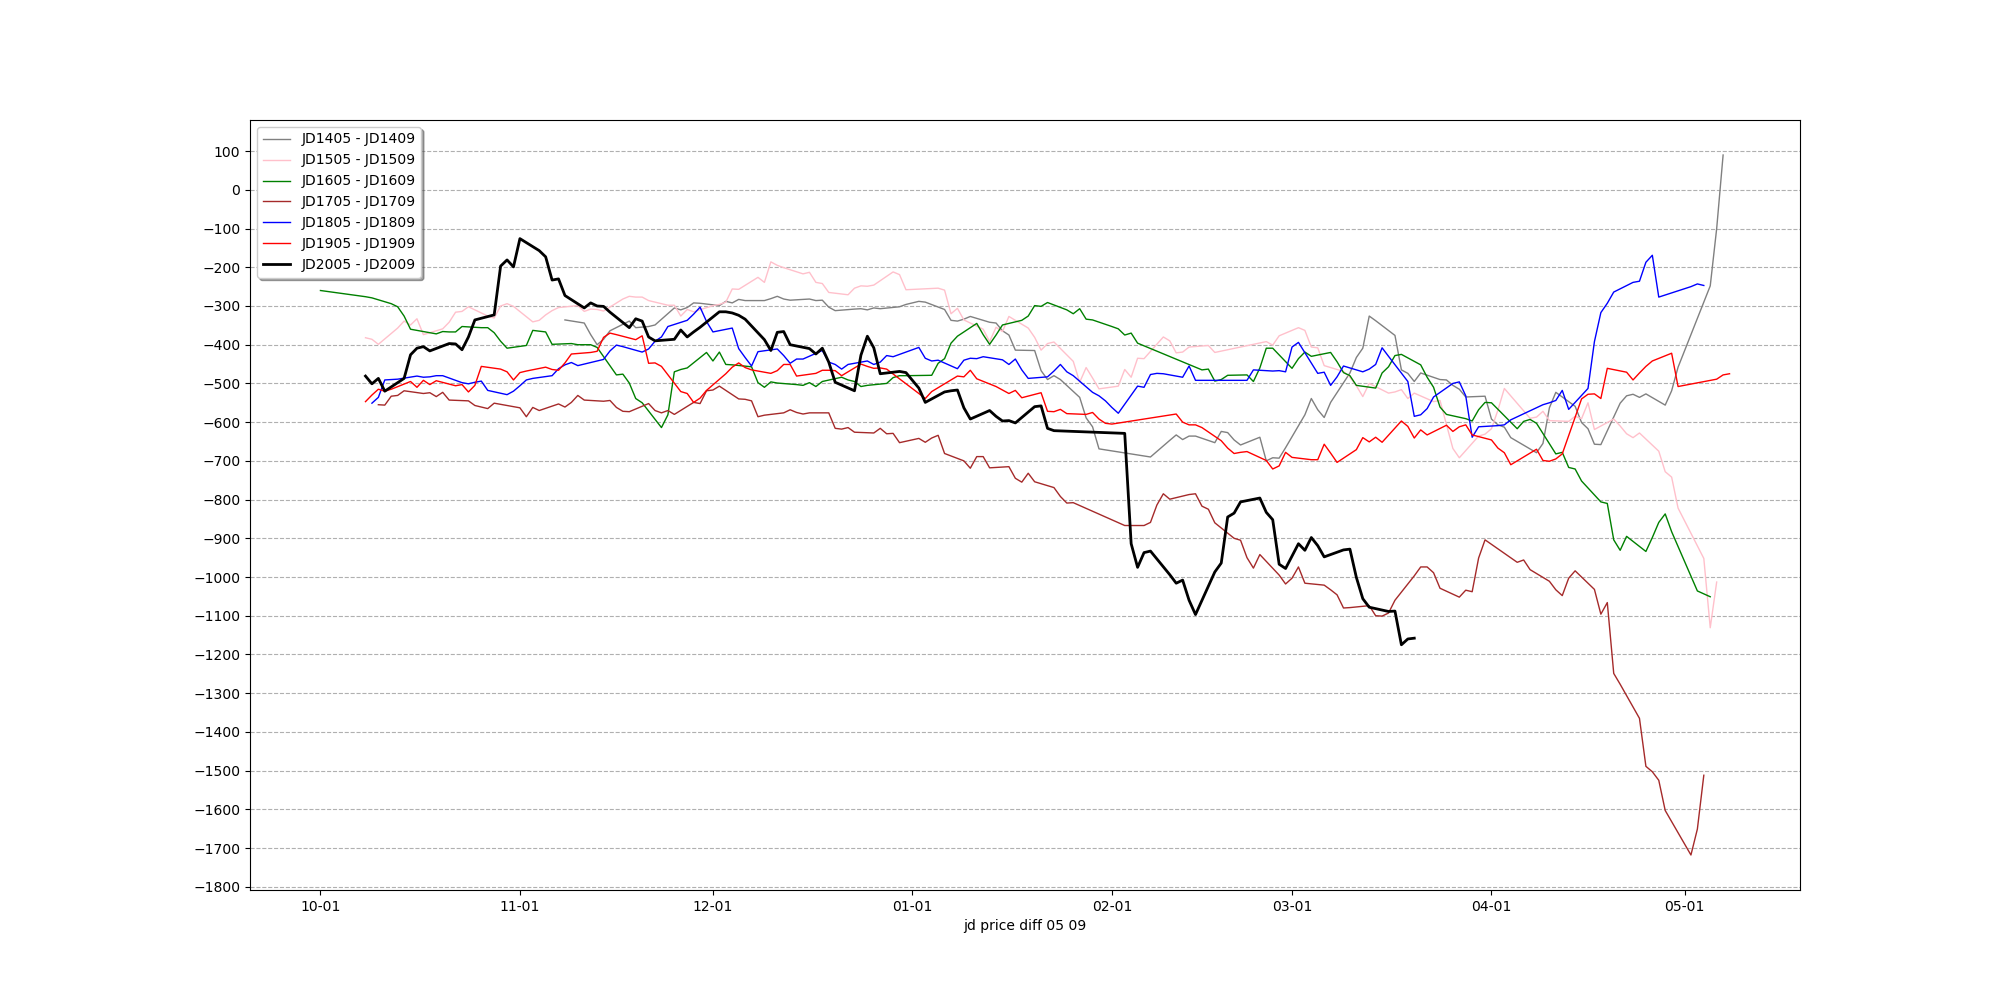 JD1405 - JD1409
JD1505 - JD1509
JD1605 - JD1609
JD1705 - JD1709
JD1805 - JD1809
JD1905 - JD1909
JD2005 - JD2009
100
0
−100
−200
−300
−400
−500
−600
−700
−800
−900
−1000
−1100
−1200
−1300
−1400
−1500
−1600
−1700
−1800
10-01 11-01 12-01 01-01 02-01 03-01 04-01 05-01
jd price diff 05 09